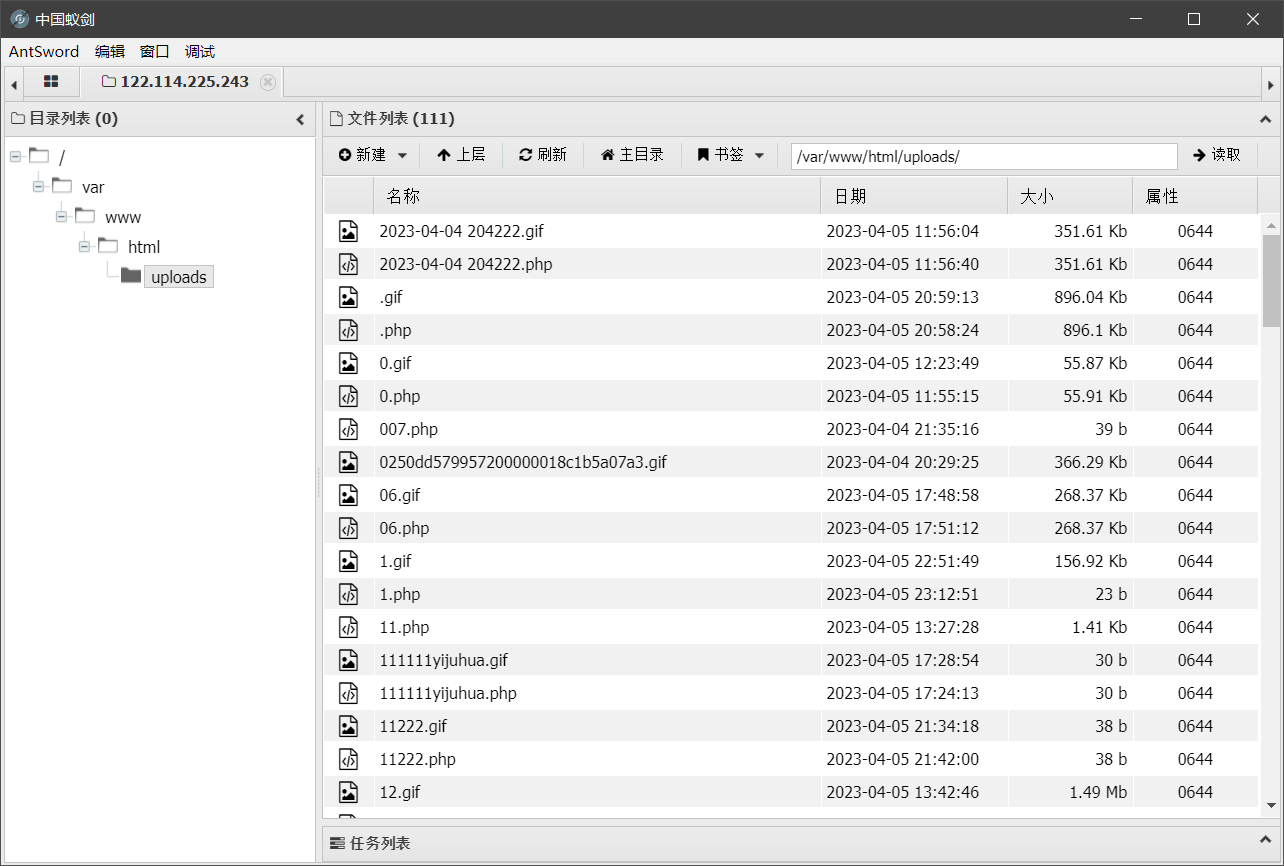 中国蚁剑
AntSword 编辑 窗口 调试
122.114.225.243
目录列表 (0)
/
var
www
html
uploads
文件列表 (111)
新建 上层 刷新 主目录 书签 /var/www/html/uploads/ 读取
名称 日期 大小 属性
2023-04-04 204222.gif 2023-04-05 11:56:04 351.61 Kb 0644
2023-04-04 204222.php 2023-04-05 11:56:40 351.61 Kb 0644
.gif 2023-04-05 20:59:13 896.04 Kb 0644
.php 2023-04-05 20:58:24 896.1 Kb 0644
0.gif 2023-04-05 12:23:49 55.87 Kb 0644
0.php 2023-04-05 11:55:15 55.91 Kb 0644
007.php 2023-04-04 21:35:16 39 b 0644
0250dd579957200000018c1b5a07a3.gif 2023-04-04 20:29:25 366.29 Kb 0644
06.gif 2023-04-05 17:48:58 268.37 Kb 0644
06.php 2023-04-05 17:51:12 268.37 Kb 0644
1.gif 2023-04-05 22:51:49 156.92 Kb 0644
1.php 2023-04-05 23:12:51 23 b 0644
11.php 2023-04-05 13:27:28 1.41 Kb 0644
111111yijuhua.gif 2023-04-05 17:28:54 30 b 0644
111111yijuhua.php 2023-04-05 17:24:13 30 b 0644
11222.gif 2023-04-05 21:34:18 38 b 0644
11222.php 2023-04-05 21:42:00 38 b 0644
12.gif 2023-04-05 13:42:46 1.49 Mb 0644
任务列表